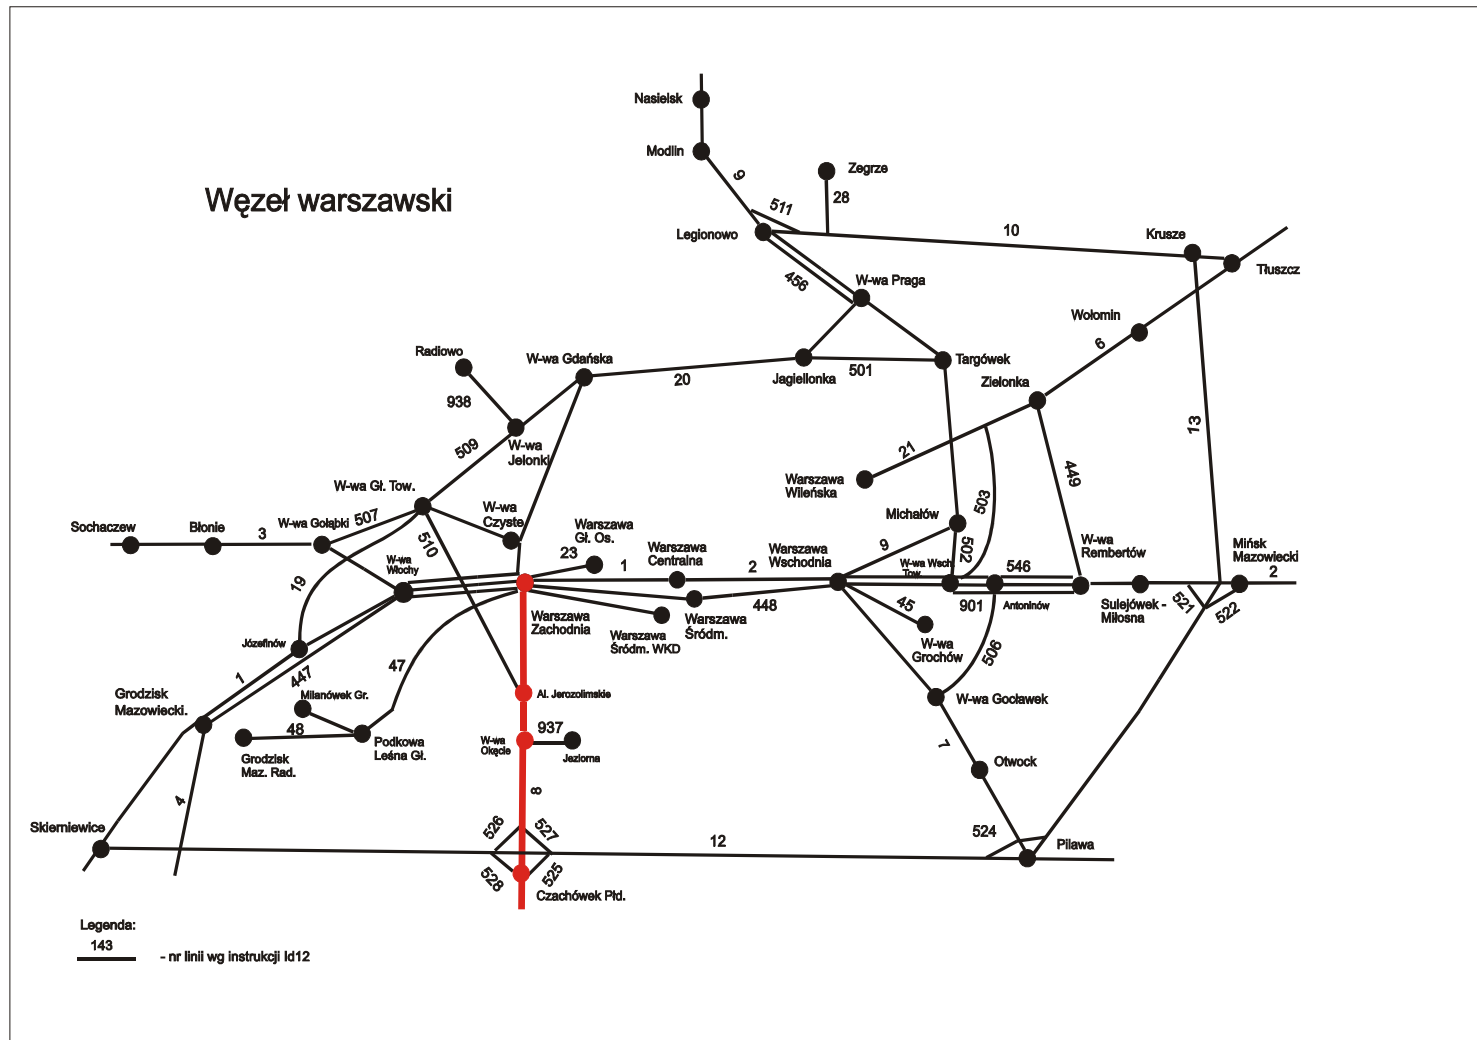 Nasielsk
Modlin
9
Zegrze
28
511
Węzeł warszawski
Legionowo
10
Krusze
Tłuszcz
456
W-wa Praga
Wołomin
6
Radiowo
W-wa Gdańska
20
Jagiellonka
501
Targówek
Zielonka
938
13
509
W-wa
Jelonki
21
449
Warszawa
Wileńska
503
W-wa Gł. Tow.
W-wa
Czyste
Michałów
Sochaczew
Błonie
3
W-wa Gołąbki
507
510
Warszawa
Gł. Os.
23
1
Warszawa
Centralna
2
Warszawa
Wschodnia
9
502
W-wa Wsch.
Tow.
546
W-wa
Rembertów
Mińsk
Mazowiecki
2
W-wa
Włochy
19
448
901
Antoninów
Sulejówek -
Miłosna
521
522
Warszawa
Zachodnia
Warszawa
Śródm. WKD
Warszawa
Śródm.
45
W-wa
Grochów
506
Józefinów
1
447
47
Grodzisk
Mazowiecki.
Milanówek Gr.
Al. Jerozolimskie
W-wa Gocławek
48
Grodzisk
Maz. Rad.
Podkowa
Leśna Gł.
W-wa
Okęcie
937
Jeziorna
7
Otwock
4
8
Skierniewice
526
527
12
524
Pilawa
528
525
Czachówek Płd.
Legenda:
143
- nr linii wg instrukcji Id12